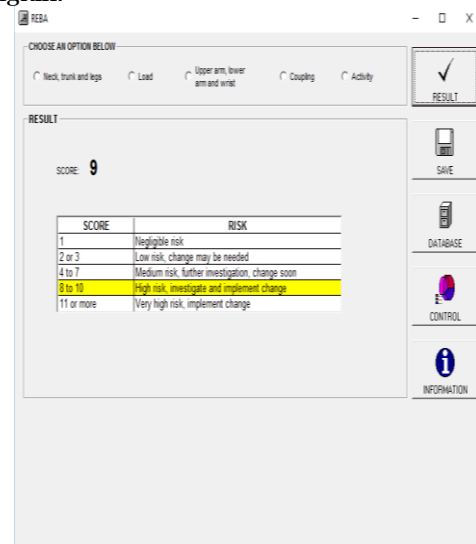 REBA
CHOOSE AN OPTION BELOW
Neck, trunk and legs
Load
Upper arm, lower
arm and wrist
Coupling
Activity
RESULT
SCORE: 9
SCORE RISK
1 Negligible risk
2 or 3 Low risk, change may be needed
4 to 7 Medium risk, further investigation, change soon
8 to 10 High risk, investigate and implement change
11 or more Very high risk, implement change
RESULT
SAVE
DATABASE
CONTROL
INFORMATION